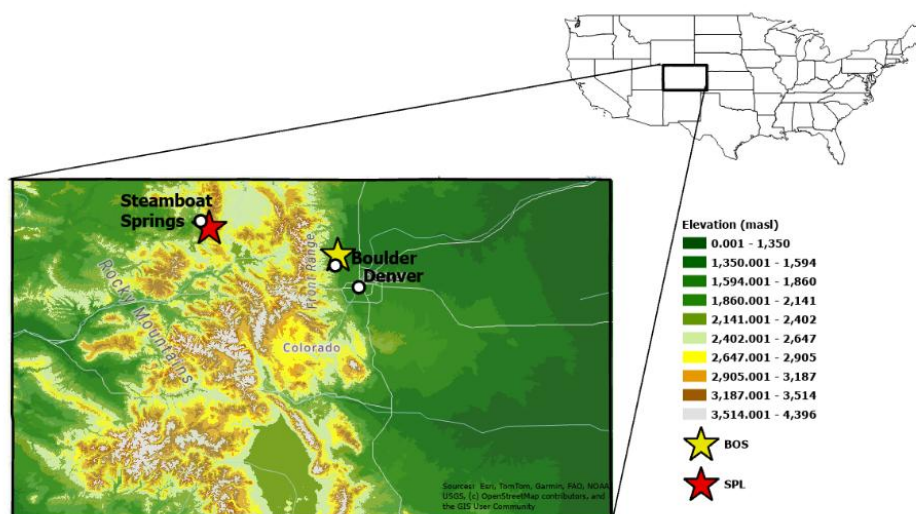 Steamboat
Springs
Boulder
Denver
Front Range
Rocky Mountains
Colorado
Sources: Esri, TomTom, Garmin, FAO, NOAA,
USGS, (c) OpenStreetMap contributors, and
the GIS User Community
Elevation (masl)
0.001 - 1,350
1,350.001 - 1,594
1,594.001 - 1,860
1,860.001 - 2,141
2,141.001 - 2,402
2,402.001 - 2,647
2,647.001 - 2,905
2,905.001 - 3,187
3,187.001 - 3,514
3,514.001 - 4,396
BOS
SPL